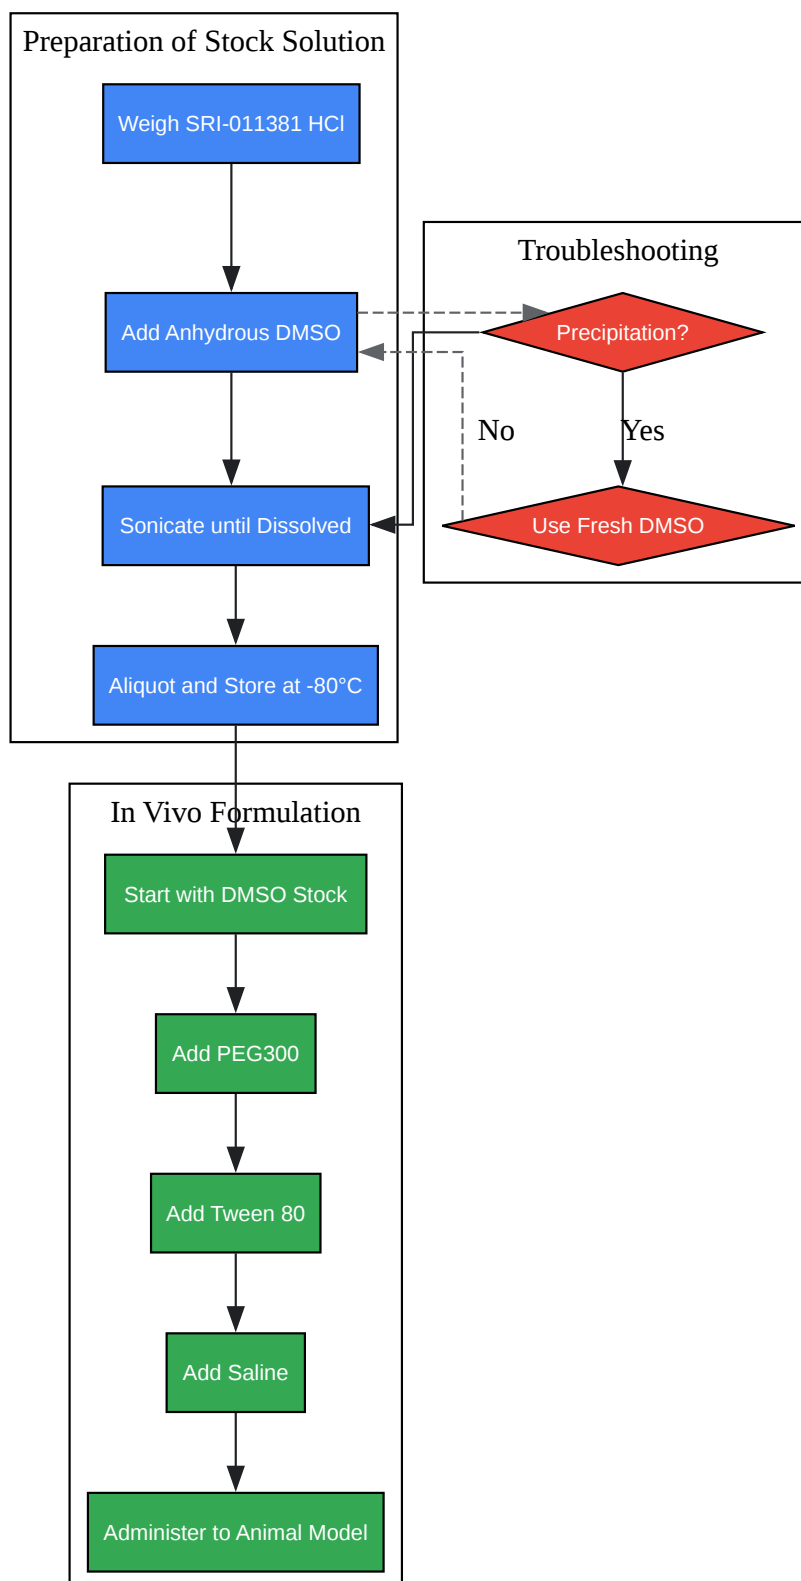 Preparation of Stock Solution
Weigh SRI-011381 HCl
Add Anhydrous DMSO
Sonicate until Dissolved
Aliquot and Store at -80°C
Troubleshooting
Precipitation?
No
Yes
Use Fresh DMSO
In Vivo Formulation
Start with DMSO Stock
Add PEG300
Add Tween 80
Add Saline
Administer to Animal Model